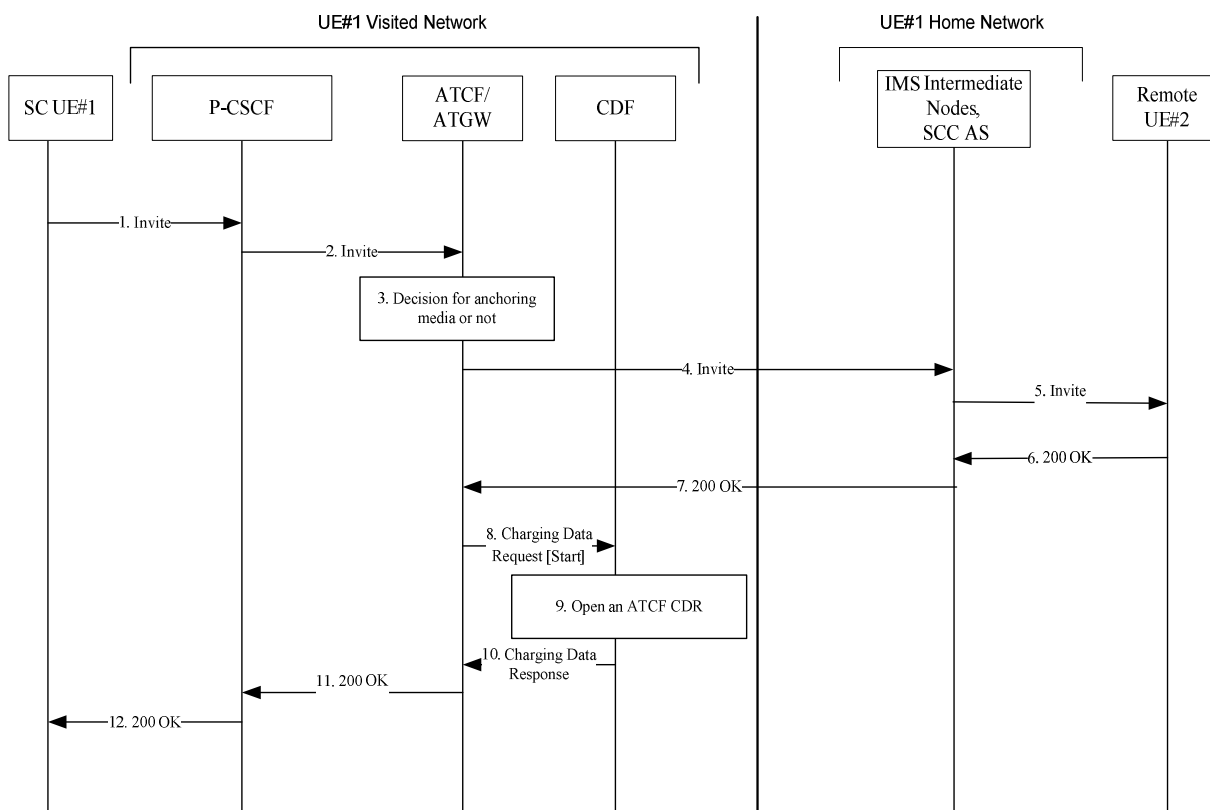 UE#1 Visited Network
UE#1 Home Network
SC UE#1
P-CSCF
ATCF/
ATGW
CDF
IMS Intermediate
Nodes,
SCC AS
Remote
UE#2
1. Invite
2. Invite
3. Decision for anchoring
media or not
4. Invite
5. Invite
6. 200 OK
7. 200 OK
8. Charging Data
Request [Start]
9. Open an ATCF CDR
10. Charging Data
Response
11. 200 OK
12. 200 OK